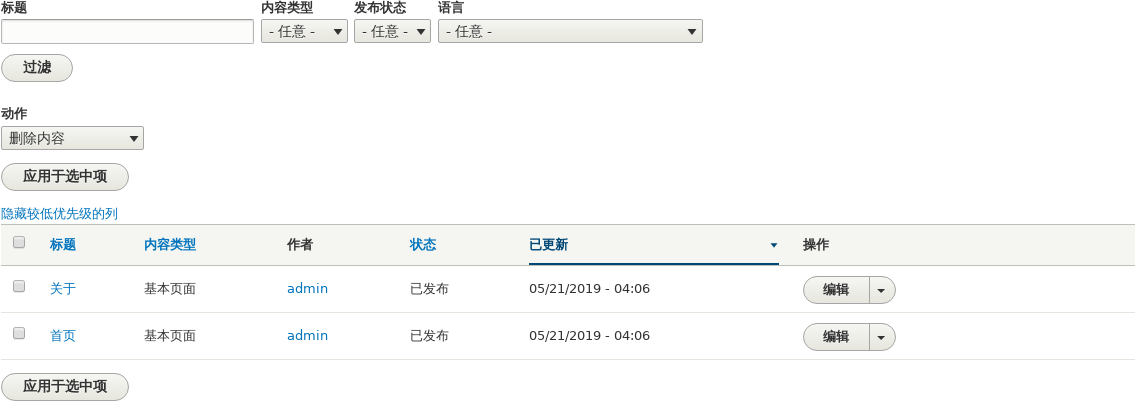 标题 内容类型 发布状态 语言
- 任意 - - 任意 - - 任意 -
过滤
动作
删除内容
应用于选中项
隐藏较低优先级的列
标题 内容类型 作者 状态 已更新 操作
关于 基本页面 admin 已发布 05/21/2019 - 04:06 编辑
首页 基本页面 admin 已发布 05/21/2019 - 04:06 编辑
应用于选中项